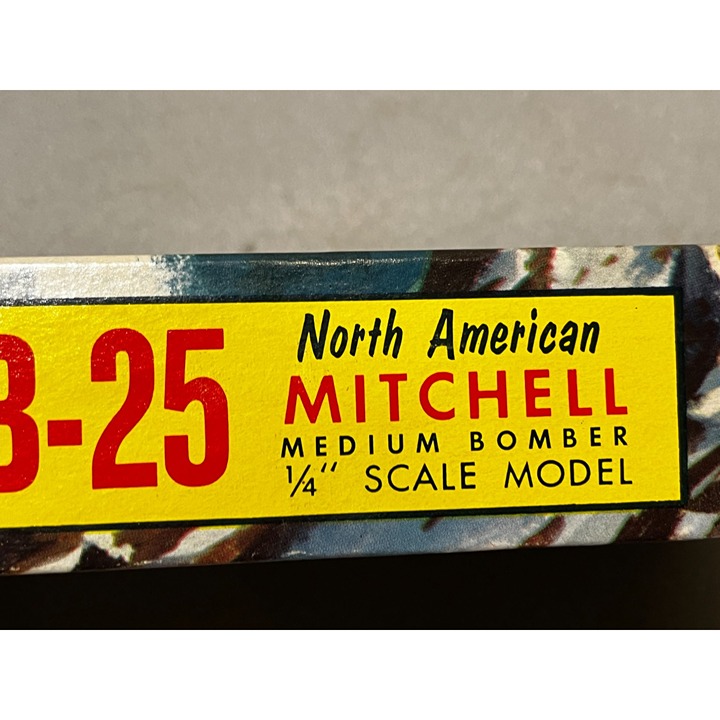 B-25
North American
MITCHELL
MEDIUM BOMBER
1/4" SCALE MODEL